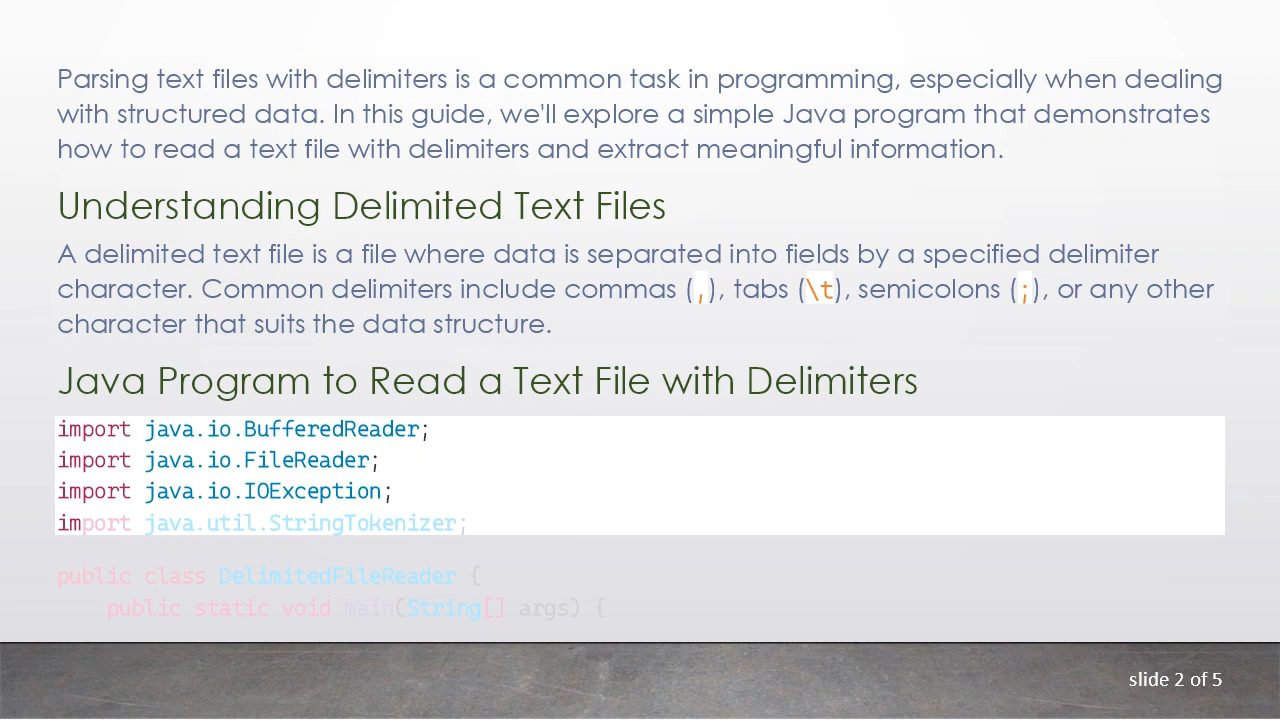 Parsing text files with delimiters is a common task in programming, especially when dealing
with structured data. In this guide, we'll explore a simple Java program that demonstrates
how to read a text file with delimiters and extract meaningful information.
Understanding Delimited Text Files
A delimited text file is a file where data is separated into fields by a specified delimiter
character. Common delimiters include commas (,), tabs (\t), semicolons (;), or any other
character that suits the data structure.
Java Program to Read a Text File with Delimiters
import java.io.BufferedReader;
import java.io.FileReader;
import java.io.IOException;
import java.util.StringTokenizer;
public class DelimitedFileReader {
    public static void main(String[] args) {
slide 2 of 5